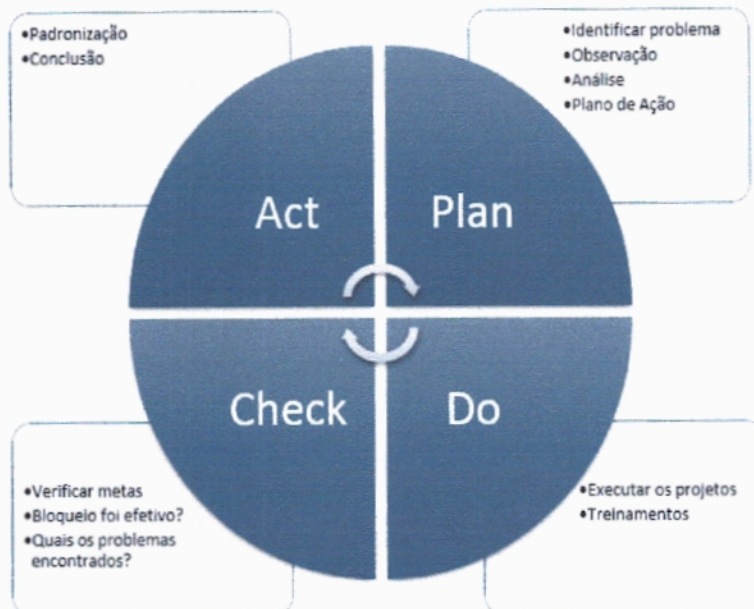 •Padronização
•Conclusão
•Identificar problema
•Observação
•Análise
•Plano de Ação
Act
Plan
Check
Do
•Verificar metas
•Bloqueio foi efetivo?
•Quais os problemas
encontrados?
•Executar os projetos
•Treinamentos